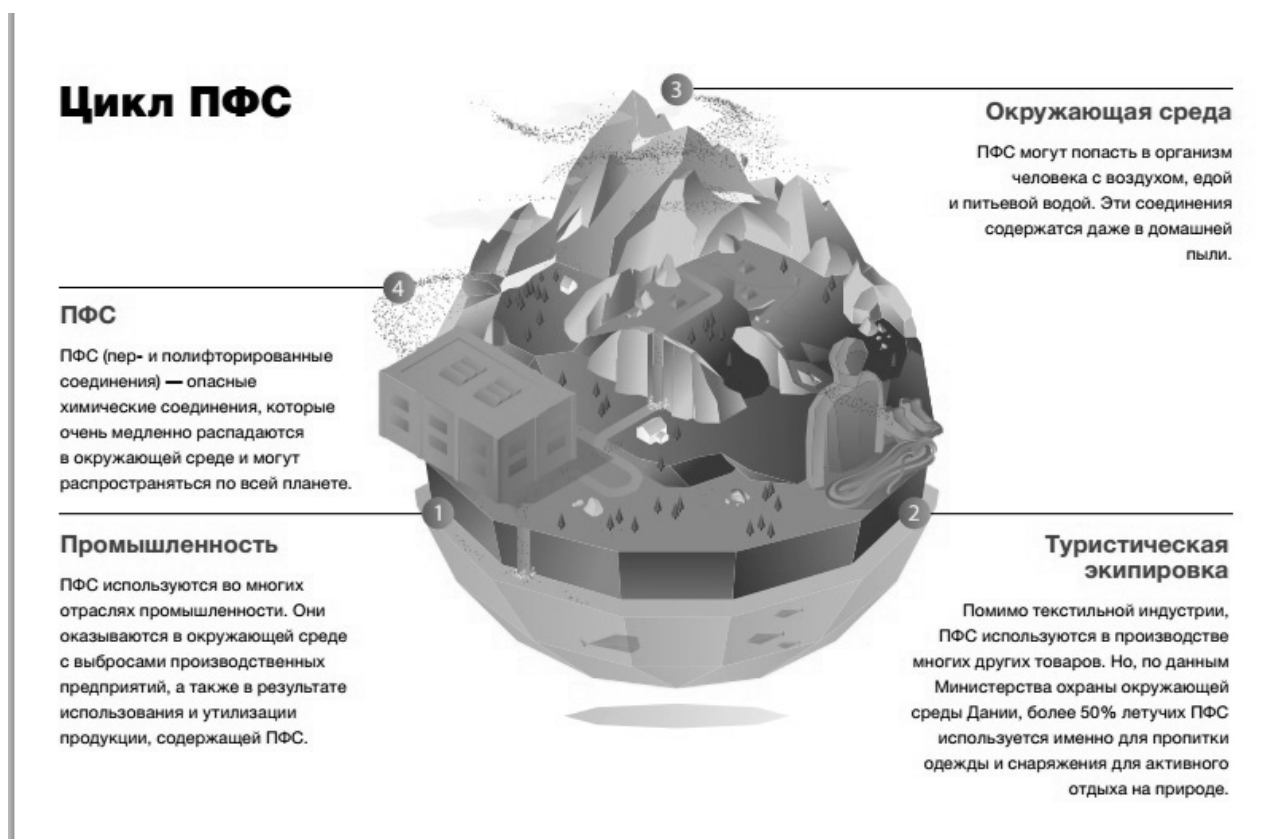 Цикл ПФС
3
Окружающая среда
ПФС могут попасть в организм
человека с воздухом, едой
и питьевой водой. Эти соединения
содержатся даже в домашней
пыли.
4
ПФС
ПФС (пер- и полифторированные
соединения) — опасные
химические соединения, которые
очень медленно распадаются
в окружающей среде и могут
распространяться по всей планете.
1
Промышленность
ПФС используются во многих
отраслях промышленности. Они
оказываются в окружающей среде
с выбросами производственных
предприятий, а также в результате
использования и утилизации
продукции, содержащей ПФС.
2
Туристическая
экипировка
Помимо текстильной индустрии,
ПФС используются в производстве
многих других товаров. Но, по данным
Министерства охраны окружающей
среды Дании, более 50% летучих ПФС
используется именно для пропитки
одежды и снаряжения для активного
отдыха на природе.